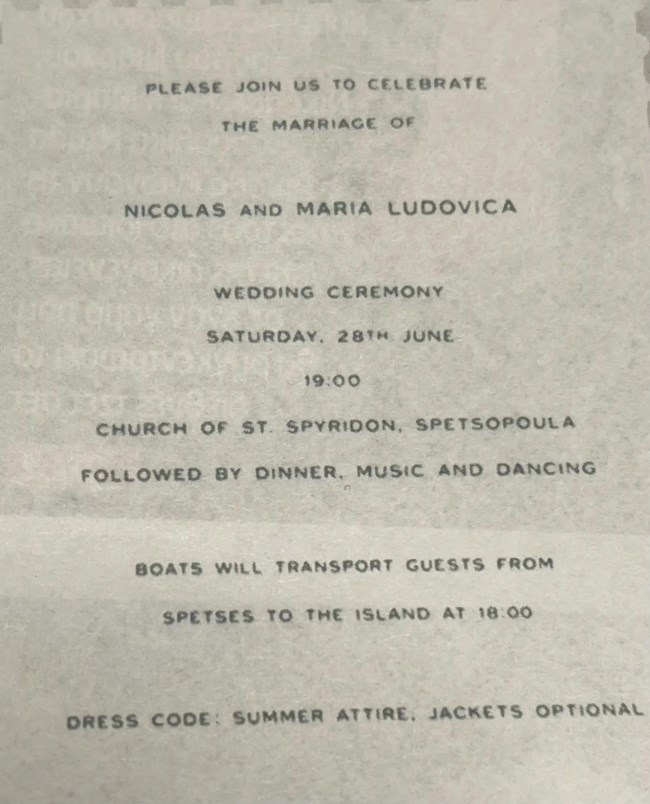 PLEASE JOIN US TO CELEBRATE
THE MARRIAGE OF
NICOLAS AND MARIA LUDOVICA
WEDDING CEREMONY
SATURDAY, 28TH JUNE
19:00
CHURCH OF ST. SPYRIDON, SPETSOPOULA
FOLLOWED BY DINNER, MUSIC AND DANCING
BOATS WILL TRANSPORT GUESTS FROM
SPETSES TO THE ISLAND AT 18:00
DRESS CODE: SUMMER ATTIRE, JACKETS OPTIONAL